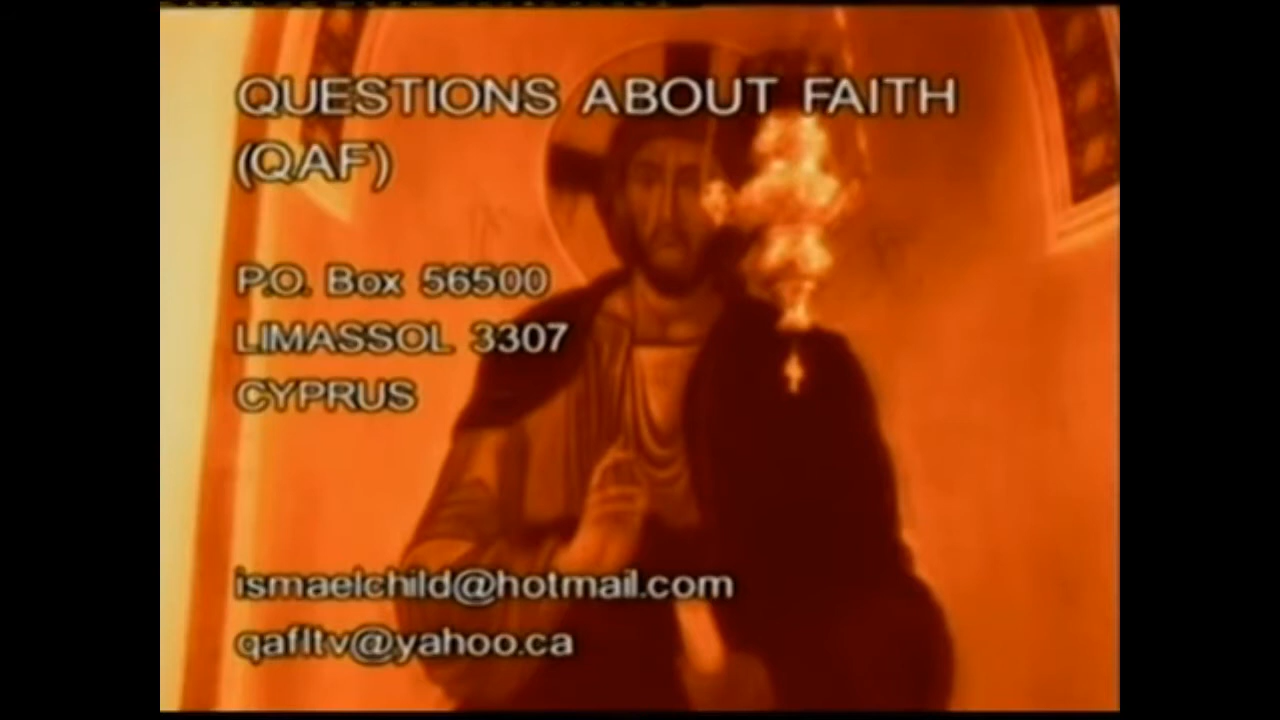 QUESTIONS ABOUT FAITH
(QAF)
P.O. Box 56500
LIMASSOL 3307
CYPRUS
ismaelchild@hotmail.com
qafltv@yahoo.ca